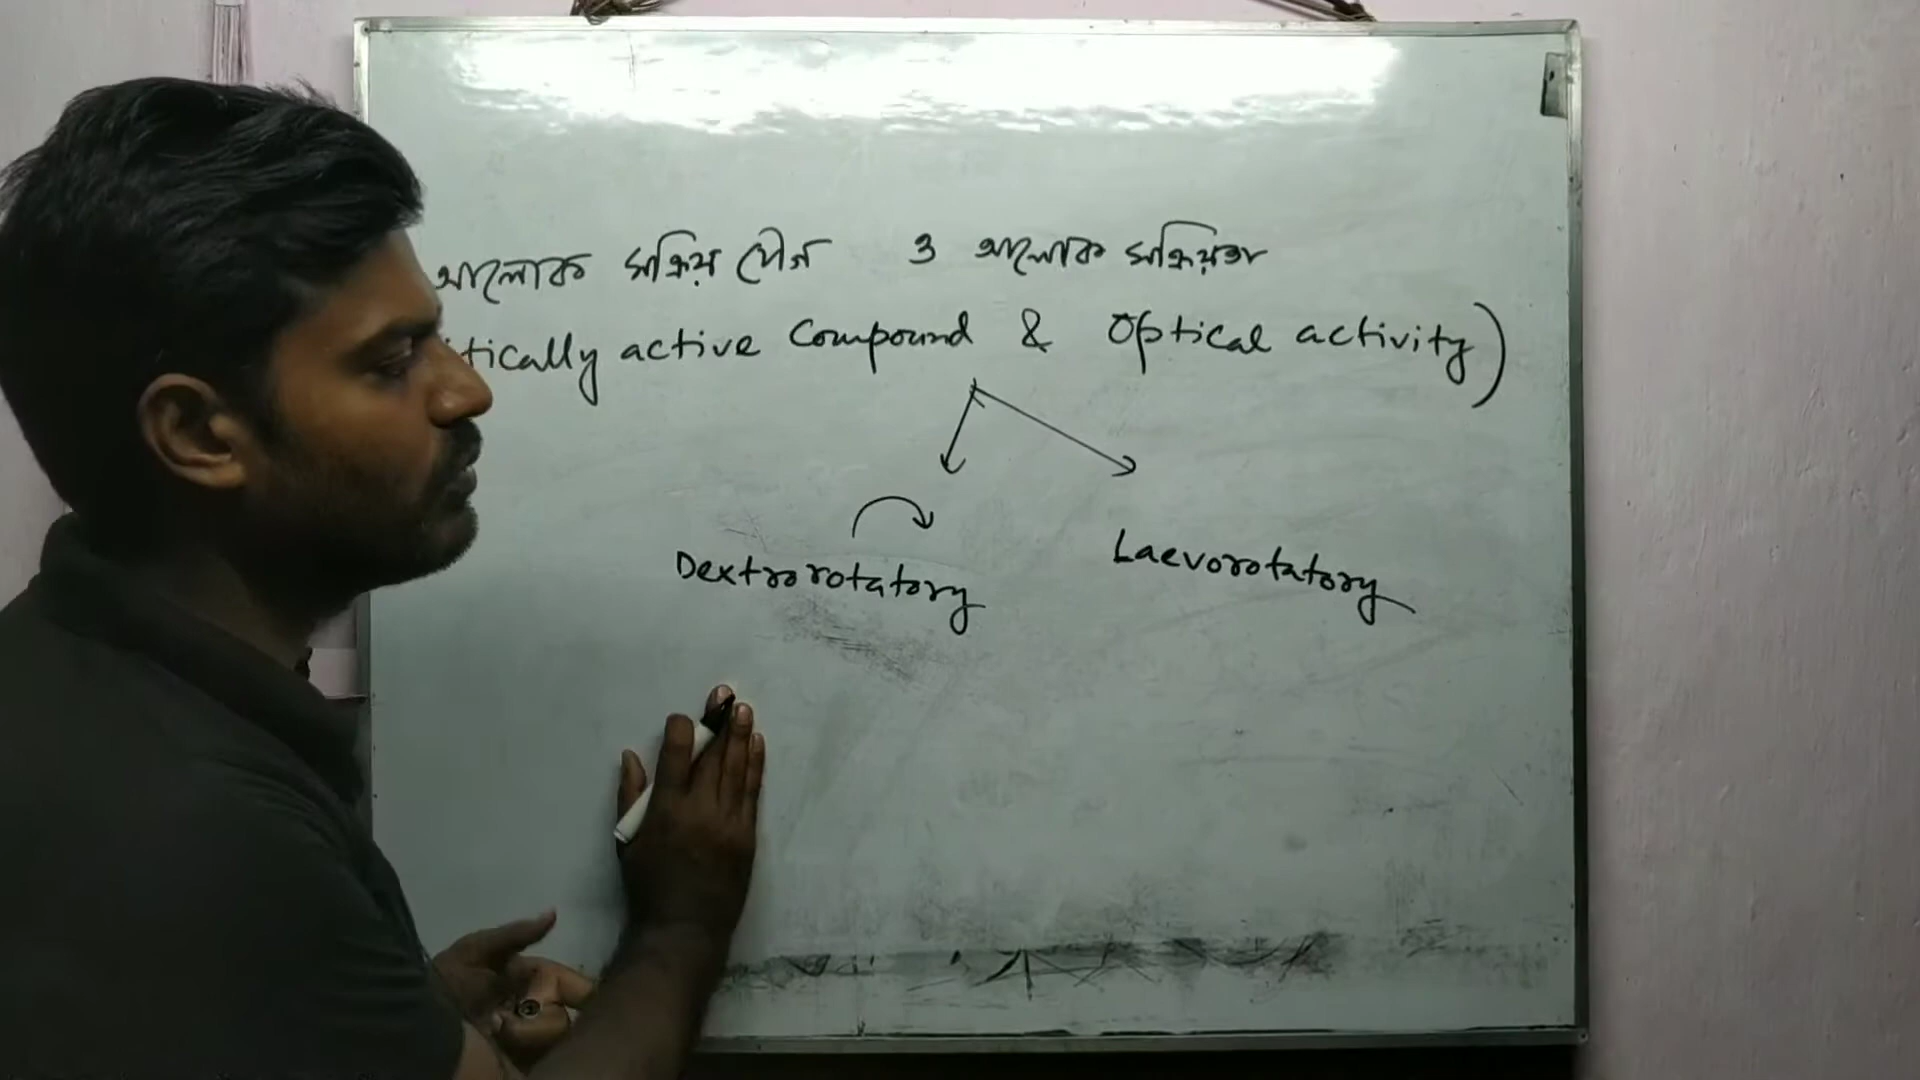 আলোক সক্রিয় যৌগ ও আলোক সক্রিয়তা
tically active compound & Optical activity)
Dextrorotatory
Laevorotatory